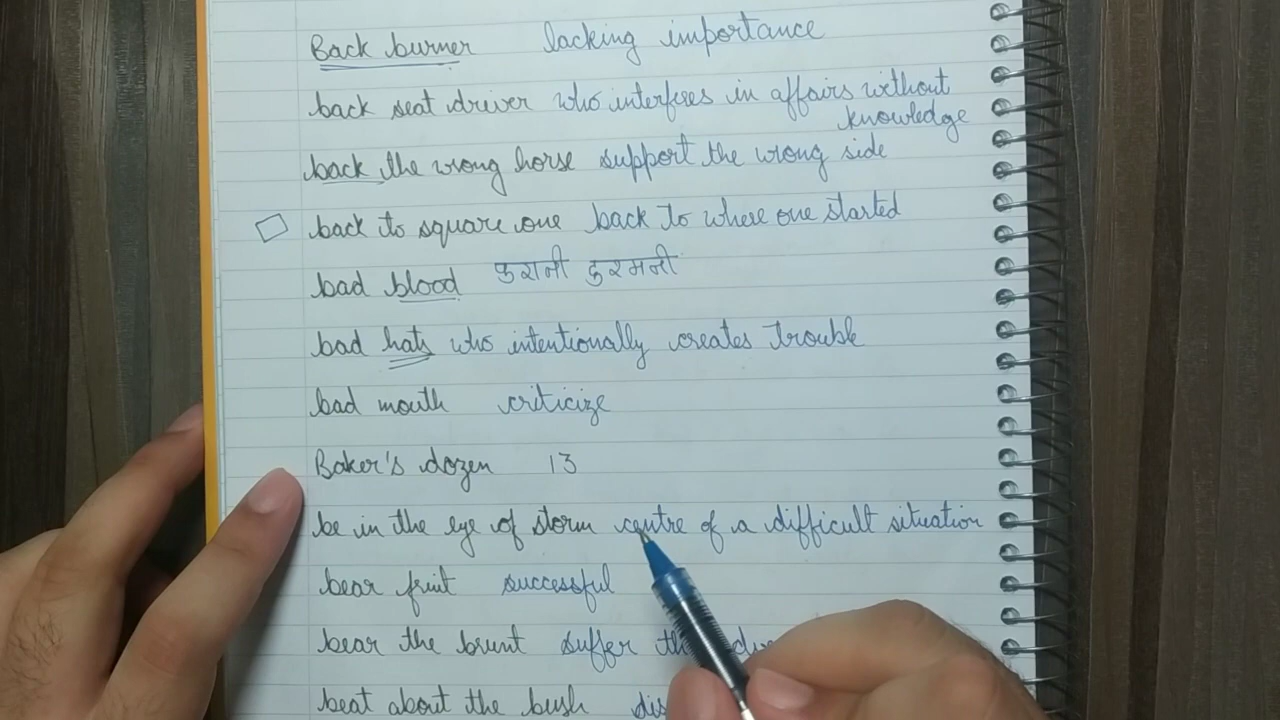 Back burner lacking importance
back seat driver who interferes in affairs without
knowledge
back the wrong horse support the wrong side
back to square one back to where one started
bad blood पुरानी दुश्मनी
bad hats who intentionally creates trouble
bad mouth criticize
Baker's dozen 13
be in the eye of storm centre of a difficult situation
bear fruit successful
bear the brunt suffer
beat about the bush